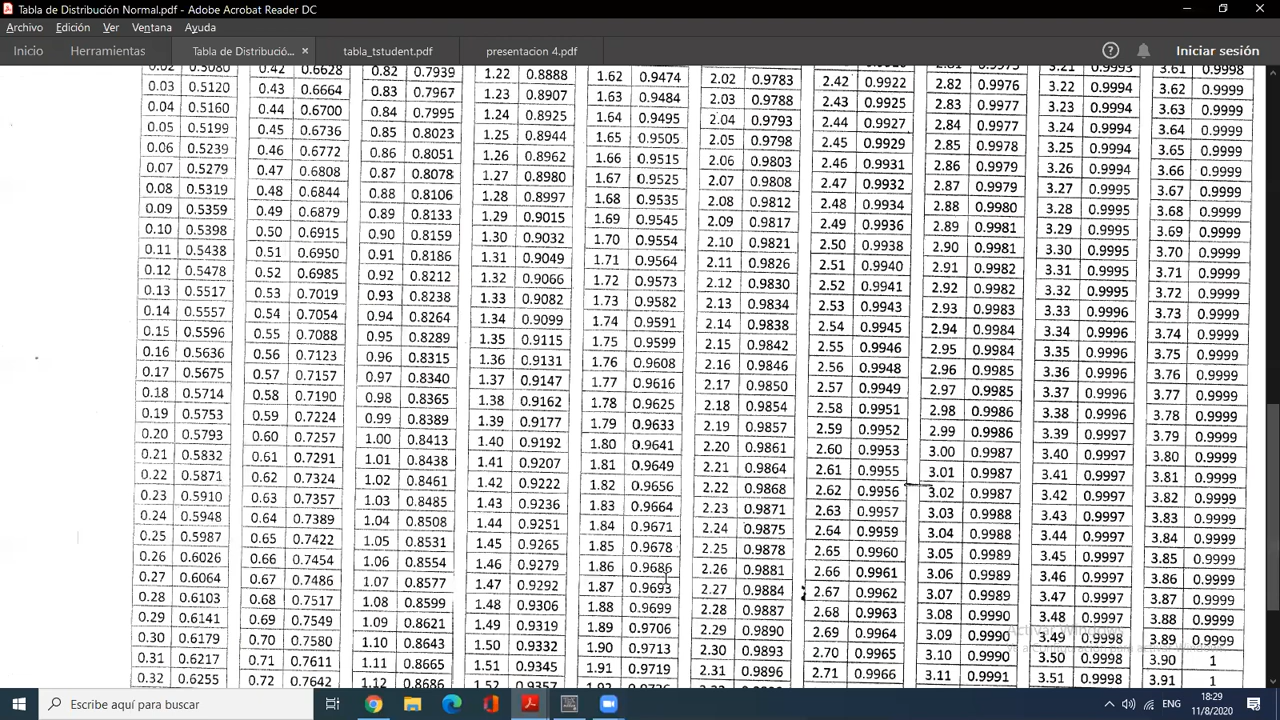 Tabla de Distribución Normal.pdf - Adobe Acrobat Reader DC
Archivo Edición Ver Ventana Ayuda
Inicio Herramientas Tabla de Distribució... × tabla_tstudent.pdf presentacion 4.pdf Iniciar sesión
0.02 0.5080 0.42 0.6628 0.82 0.7939 1.22 0.8888 1.62 0.9474 2.02 0.9783 2.42 0.9922 2.81 0.9975 3.21 0.9993 3.61 0.9998
0.03 0.5120 0.43 0.6664 0.83 0.7967 1.23 0.8907 1.63 0.9484 2.03 0.9788 2.43 0.9925 2.82 0.9976 3.22 0.9994 3.62 0.9999
0.04 0.5160 0.44 0.6700 0.84 0.7995 1.24 0.8925 1.64 0.9495 2.04 0.9793 2.44 0.9927 2.83 0.9977 3.23 0.9994 3.63 0.9999
0.05 0.5199 0.45 0.6736 0.85 0.8023 1.25 0.8944 1.65 0.9505 2.05 0.9798 2.45 0.9929 2.84 0.9977 3.24 0.9994 3.64 0.9999
0.06 0.5239 0.46 0.6772 0.86 0.8051 1.26 0.8962 1.66 0.9515 2.06 0.9803 2.46 0.9931 2.85 0.9978 3.25 0.9994 3.65 0.9999
0.07 0.5279 0.47 0.6808 0.87 0.8078 1.27 0.8980 1.67 0.9525 2.07 0.9808 2.47 0.9932 2.86 0.9979 3.26 0.9994 3.66 0.9999
0.08 0.5319 0.48 0.6844 0.88 0.8106 1.28 0.8997 1.68 0.9535 2.08 0.9812 2.48 0.9934 2.87 0.9979 3.27 0.9995 3.67 0.9999
0.09 0.5359 0.49 0.6879 0.89 0.8133 1.29 0.9015 1.69 0.9545 2.09 0.9817 2.49 0.9936 2.88 0.9980 3.28 0.9995 3.68 0.9999
0.10 0.5398 0.50 0.6915 0.90 0.8159 1.30 0.9032 1.70 0.9554 2.10 0.9821 2.50 0.9938 2.89 0.9981 3.29 0.9995 3.69 0.9999
0.11 0.5438 0.51 0.6950 0.91 0.8186 1.31 0.9049 1.71 0.9564 2.11 0.9826 2.51 0.9940 2.90 0.9981 3.30 0.9995 3.70 0.9999
0.12 0.5478 0.52 0.6985 0.92 0.8212 1.32 0.9066 1.72 0.9573 2.12 0.9830 2.52 0.9941 2.91 0.9982 3.31 0.9995 3.71 0.9999
0.13 0.5517 0.53 0.7019 0.93 0.8238 1.33 0.9082 1.73 0.9582 2.13 0.9834 2.53 0.9943 2.92 0.9982 3.32 0.9995 3.72 0.9999
0.14 0.5557 0.54 0.7054 0.94 0.8264 1.34 0.9099 1.74 0.9591 2.14 0.9838 2.54 0.9945 2.93 0.9983 3.33 0.9996 3.73 0.9999
0.15 0.5596 0.55 0.7088 0.95 0.8289 1.35 0.9115 1.75 0.9599 2.15 0.9842 2.55 0.9946 2.94 0.9984 3.34 0.9996 3.74 0.9999
0.16 0.5636 0.56 0.7123 0.96 0.8315 1.36 0.9131 1.76 0.9608 2.16 0.9846 2.56 0.9948 2.95 0.9984 3.35 0.9996 3.75 0.9999
0.17 0.5675 0.57 0.7157 0.97 0.8340 1.37 0.9147 1.77 0.9616 2.17 0.9850 2.57 0.9949 2.96 0.9985 3.36 0.9996 3.76 0.9999
0.18 0.5714 0.58 0.7190 0.98 0.8365 1.38 0.9162 1.78 0.9625 2.18 0.9854 2.58 0.9951 2.97 0.9985 3.37 0.9996 3.77 0.9999
0.19 0.5753 0.59 0.7224 0.99 0.8389 1.39 0.9177 1.79 0.9633 2.19 0.9857 2.59 0.9952 2.98 0.9986 3.38 0.9996 3.78 0.9999
0.20 0.5793 0.60 0.7257 1.00 0.8413 1.40 0.9192 1.80 0.9641 2.20 0.9861 2.60 0.9953 2.99 0.9986 3.39 0.9997 3.79 0.9999
0.21 0.5832 0.61 0.7291 1.01 0.8438 1.41 0.9207 1.81 0.9649 2.21 0.9864 2.61 0.9955 3.00 0.9987 3.40 0.9997 3.80 0.9999
0.22 0.5871 0.62 0.7324 1.02 0.8461 1.42 0.9222 1.82 0.9656 2.22 0.9868 2.62 0.9956 3.01 0.9987 3.41 0.9997 3.81 0.9999
0.23 0.5910 0.63 0.7357 1.03 0.8485 1.43 0.9236 1.83 0.9664 2.23 0.9871 2.63 0.9957 3.02 0.9987 3.42 0.9997 3.82 0.9999
0.24 0.5948 0.64 0.7389 1.04 0.8508 1.44 0.9251 1.84 0.9671 2.24 0.9875 2.64 0.9959 3.03 0.9988 3.43 0.9997 3.83 0.9999
0.25 0.5987 0.65 0.7422 1.05 0.8531 1.45 0.9265 1.85 0.9678 2.25 0.9878 2.65 0.9960 3.04 0.9988 3.44 0.9997 3.84 0.9999
0.26 0.6026 0.66 0.7454 1.06 0.8554 1.46 0.9279 1.86 0.9686 2.26 0.9881 2.66 0.9961 3.05 0.9989 3.45 0.9997 3.85 0.9999
0.27 0.6064 0.67 0.7486 1.07 0.8577 1.47 0.9292 1.87 0.9693 2.27 0.9884 2.67 0.9962 3.06 0.9989 3.46 0.9997 3.86 0.9999
0.28 0.6103 0.68 0.7517 1.08 0.8599 1.48 0.9306 1.88 0.9699 2.28 0.9887 2.68 0.9963 3.07 0.9989 3.47 0.9997 3.87 0.9999
0.29 0.6141 0.69 0.7549 1.09 0.8621 1.49 0.9319 1.89 0.9706 2.29 0.9890 2.69 0.9964 3.08 0.9990 3.48 0.9997 3.88 0.9999
0.30 0.6179 0.70 0.7580 1.10 0.8643 1.50 0.9332 1.90 0.9713 2.30 0.9893 2.70 0.9965 3.09 0.9990 3.49 0.9998 3.89 0.9999
0.31 0.6217 0.71 0.7611 1.11 0.8665 1.51 0.9345 1.91 0.9719 2.31 0.9896 2.71 0.9966 3.10 0.9990 3.50 0.9998 3.90 1
0.32 0.6255 0.72 0.7642 1.12 0.8686 1.52 0.9357 1.92 0.9726 3.11 0.9991 3.51 0.9998 3.91 1
Activar Windows
Ve a Configuración para activar Windows.
Escribe aquí para buscar ENG 18:29
11/8/2020